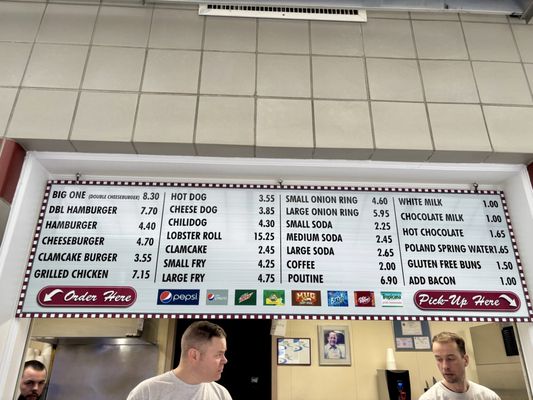 BIG ONE (DOUBLE CHEESEBURGER) 8.30
DBL HAMBURGER 7.70
HAMBURGER 4.40
CHEESEBURGER 4.70
CLAMCAKE BURGER 3.55
GRILLED CHICKEN 7.15
HOT DOG 3.55
CHEESE DOG 3.85
CHILIDOG 4.30
LOBSTER ROLL 15.25
CLAMCAKE 2.45
SMALL FRY 4.25
LARGE FRY 4.75
SMALL ONION RING 4.60
LARGE ONION RING 5.95
SMALL SODA 2.25
MEDIUM SODA 2.45
LARGE SODA 2.65
COFFEE 2.00
POUTINE 6.90
WHITE MILK 1.00
CHOCOLATE MILK 1.00
HOT CHOCOLATE 1.65
POLAND SPRING WATER 1.65
GLUTEN FREE BUNS 1.50
ADD BACON 1.00
Order Here
pepsi
MUG
Tropicana
Pick-Up Here